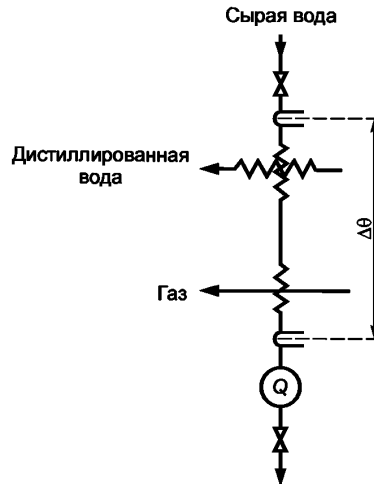 Сырая вода
Дистиллированная
вода
Δθ
Газ
Q